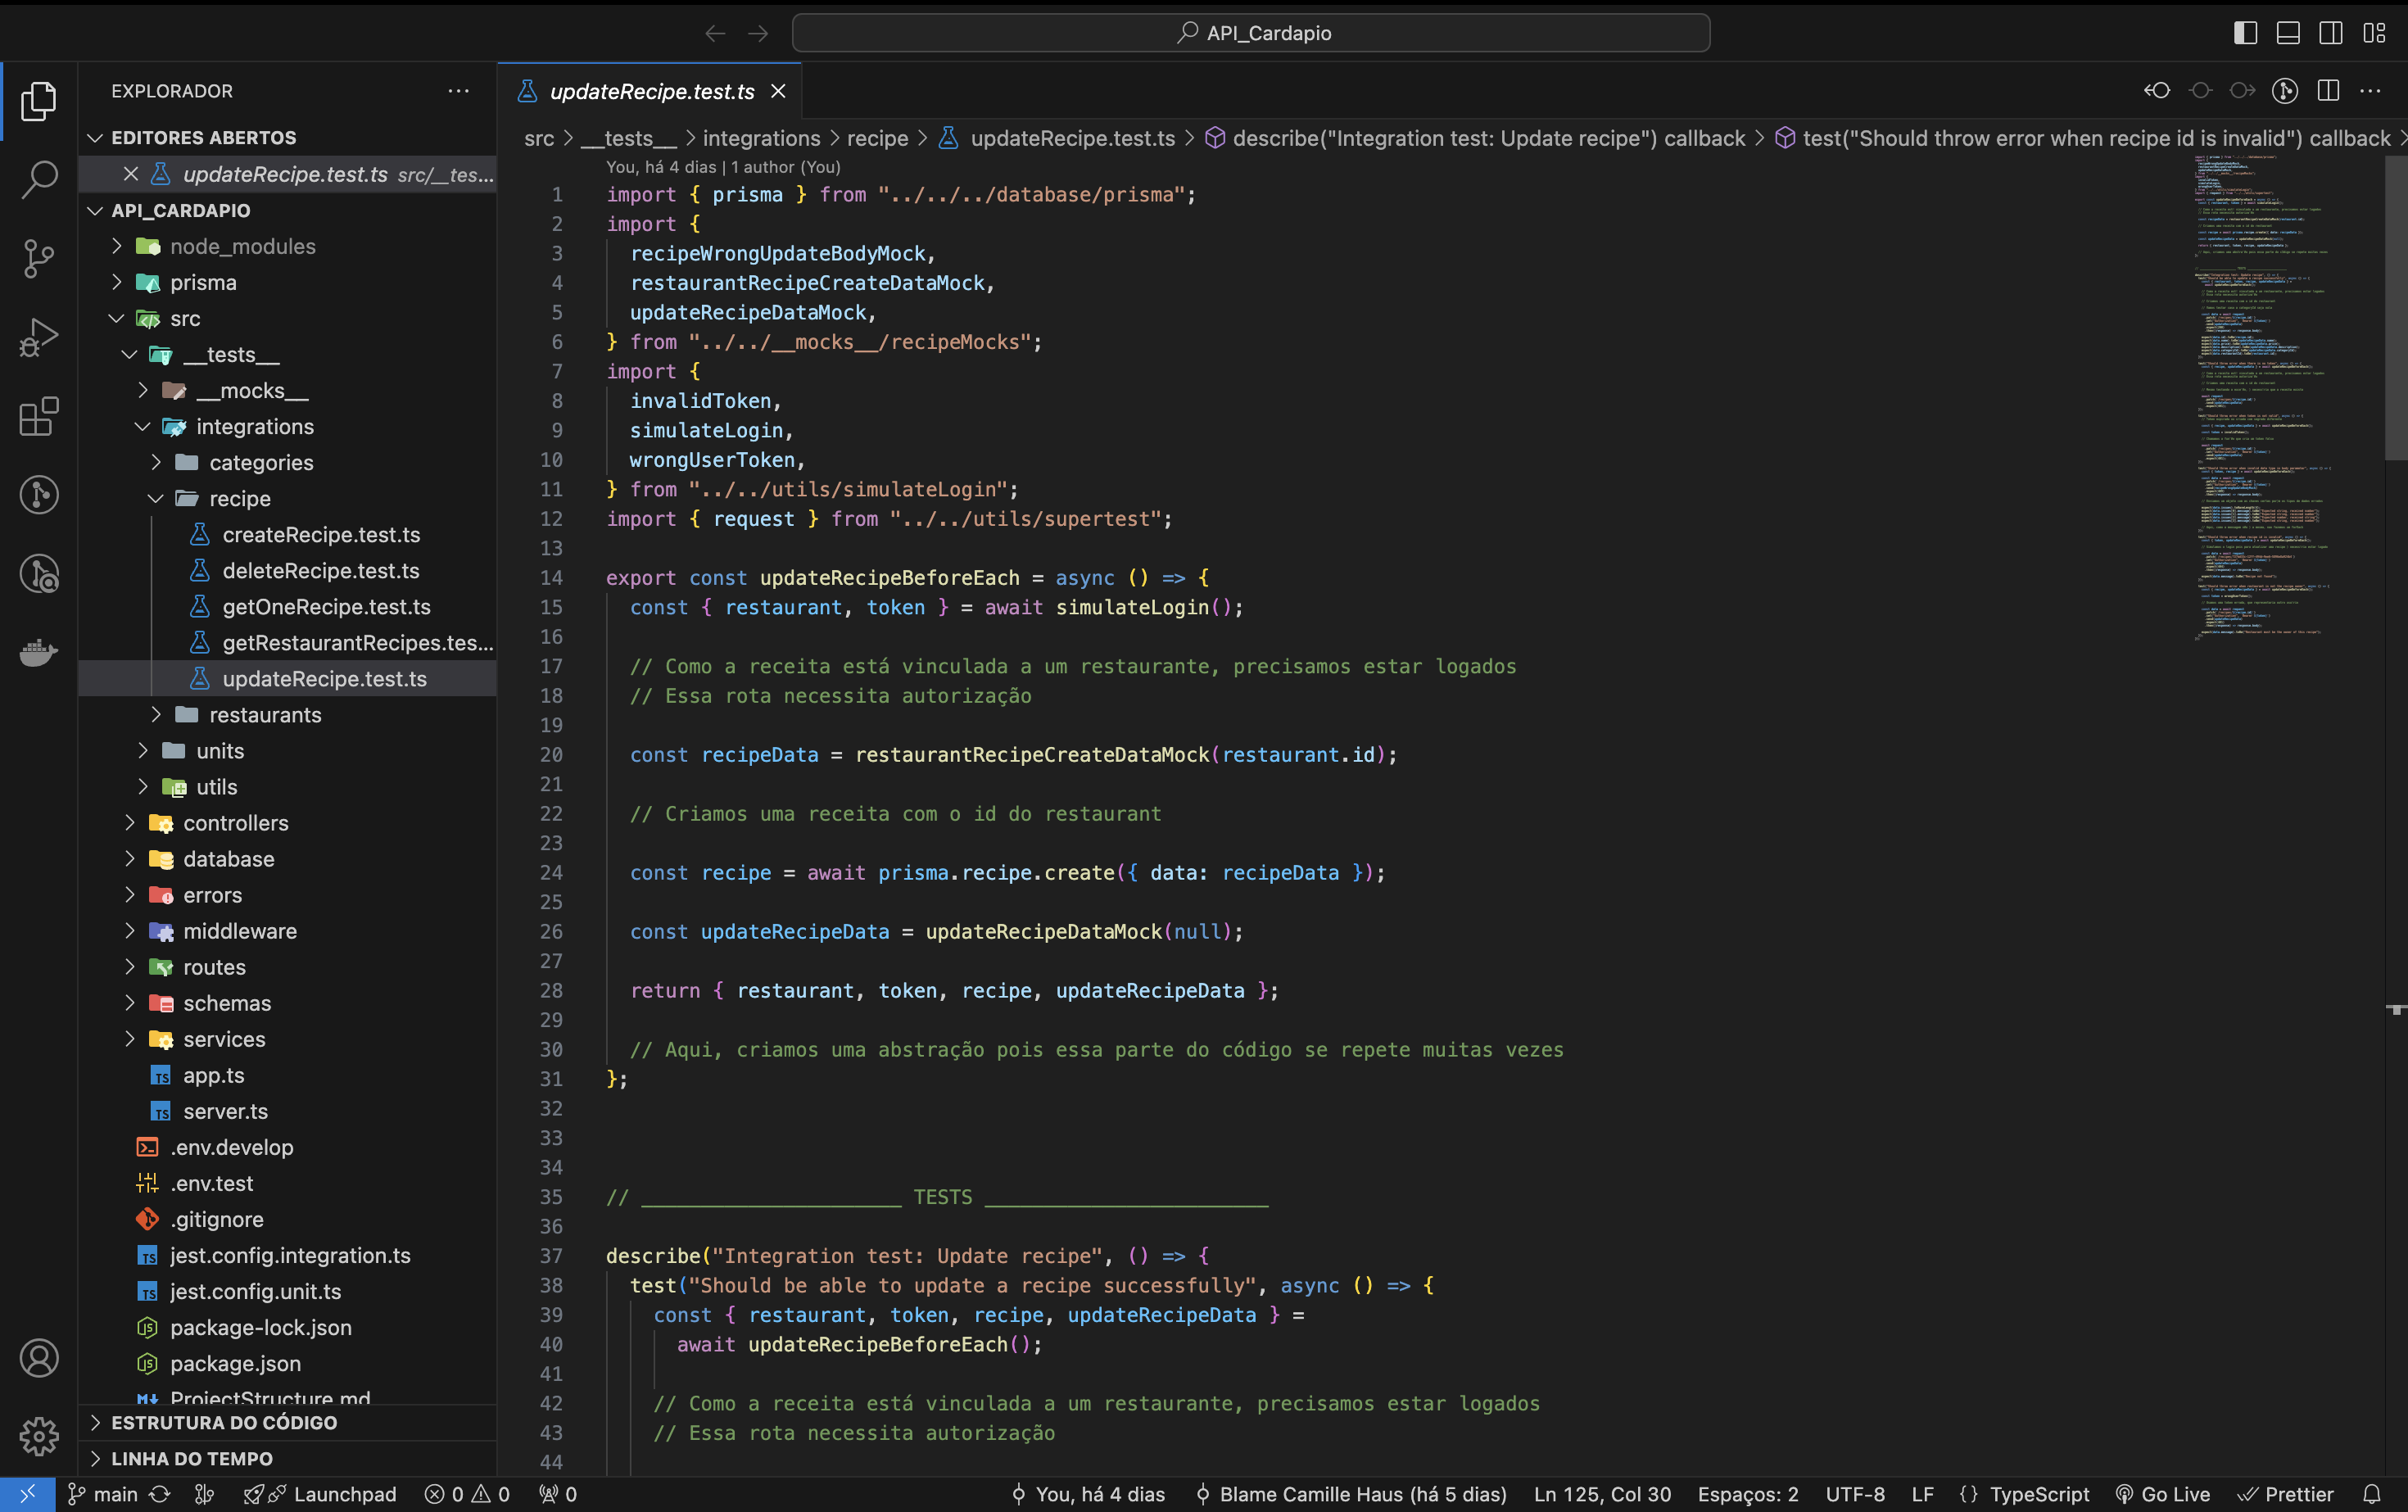 API_Cardapio
EXPLORADOR
EDITORES ABERTOS
updateRecipe.test.ts src/__tes...
API_CARDAPIO
node_modules
prisma
src
__tests__
__mocks__
integrations
categories
recipe
createRecipe.test.ts
deleteRecipe.test.ts
getOneRecipe.test.ts
getRestaurantRecipes.tes...
updateRecipe.test.ts
restaurants
units
utils
controllers
database
errors
middleware
routes
schemas
services
app.ts
server.ts
.env.develop
.env.test
.gitignore
jest.config.integration.ts
jest.config.unit.ts
package-lock.json
package.json
ProjectStructure.md
ESTRUTURA DO CÓDIGO
LINHA DO TEMPO
updateRecipe.test.ts
src > __tests__ > integrations > recipe > updateRecipe.test.ts > describe("Integration test: Update recipe") callback > test("Should throw error when recipe id is invalid") callback >
You, há 4 dias | 1 author (You)
1 import { prisma } from "../../../database/prisma";
2 import {
3 recipeWrongUpdateBodyMock,
4 restaurantRecipeCreateDataMock,
5 updateRecipeDataMock,
6 } from "../../__mocks__/recipeMocks";
7 import {
8 invalidToken,
9 simulateLogin,
10 wrongUserToken,
11 } from "../../utils/simulateLogin";
12 import { request } from "../../utils/supertest";
13
14 export const updateRecipeBeforeEach = async () => {
15 const { restaurant, token } = await simulateLogin();
16
17 // Como a receita está vinculada a um restaurante, precisamos estar logados
18 // Essa rota necessita autorização
19
20 const recipeData = restaurantRecipeCreateDataMock(restaurant.id);
21
22 // Criamos uma receita com o id do restaurant
23
24 const recipe = await prisma.recipe.create({ data: recipeData });
25
26 const updateRecipeData = updateRecipeDataMock(null);
27
28 return { restaurant, token, recipe, updateRecipeData };
29
30 // Aqui, criamos uma abstração pois essa parte do código se repete muitas vezes
31 };
32
33
34
35 // ______________________ TESTS ________________________
36
37 describe("Integration test: Update recipe", () => {
38 test("Should be able to update a recipe successfully", async () => {
39 const { restaurant, token, recipe, updateRecipeData } =
40 await updateRecipeBeforeEach();
41
42 // Como a receita está vinculada a um restaurante, precisamos estar logados
43 // Essa rota necessita autorização
44
main Launchpad 0 0 0 You, há 4 dias Blame Camille Haus (há 5 dias) Ln 125, Col 30 Espaços: 2 UTF-8 LF {} TypeScript Go Live Prettier